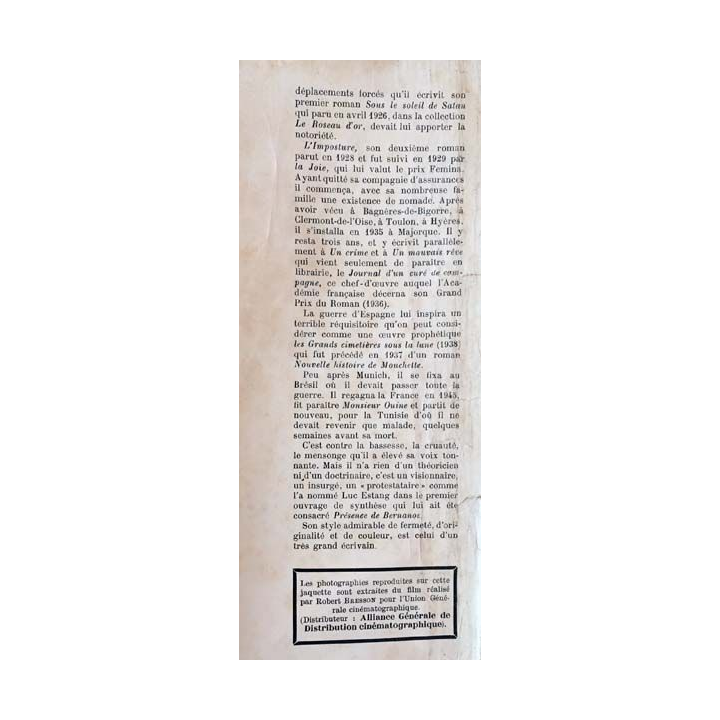 déplacements forcés qu'il écrivit son
premier roman Sous le soleil de Satan
qui paru en avril 1926, dans la collection
Le Roseau d'or, devait lui apporter la
notoriété.
L'Imposture, son deuxième roman
parut en 1928 et fut suivi en 1929 par
la Joie, qui lui valut le prix Femina.
Ayant quitté sa compagnie d'assurances
il commença, avec sa nombreuse fa-
mille une existence de nomade. Après
avoir vécu à Bagnères-de-Bigorre, à
Clermont-de-l'Oise, à Toulon, à Hyères,
il s'installa en 1935 à Majorque. Il y
resta trois ans, et y écrivit parallèle-
ment à Un crime et à Un mauvais rêve
qui vient seulement de paraître en
librairie, le Journal d'un curé de cam-
pagne, ce chef-d'œuvre auquel l'Aca-
démie française décerna son Grand
Prix du Roman (1936).
La guerre d'Espagne lui inspira un
terrible réquisitoire qu'on peut consi-
dérer comme une œuvre prophétique
les Grands cimetières sous la lune (1938)
qui fut précédé en 1937 d'un roman
Nouvelle histoire de Mouchette.
Peu après Munich, il se fixa au
Brésil où il devait passer toute la
guerre. Il regagna la France en 1945,
fit paraître Monsieur Ouine et partit de
nouveau, pour la Tunisie d'où il ne
devait revenir que malade, quelques
semaines avant sa mort.
C'est contre la bassesse, la cruauté,
le mensonge qu'il a élevé sa voix ton-
nante. Mais il n'a rien d'un théoricien
ni d'un doctrinaire, c'est un visionnaire,
un insurgé, un « protestataire » comme
l'a nommé Luc Estang dans le premier
ouvrage de synthèse qui lui ait été
consacré Présence de Bernanos.
Son style admirable de fermeté, d'ori-
ginalité et de couleur, est celui d'un
très grand écrivain.
Les photographies reproduites sur cette
jaquette sont extraites du film réalisé
par Robert BRESSON pour l'Union Géné-
rale cinématographique.
(Distributeur : Alliance Générale de
Distribution cinématographique).